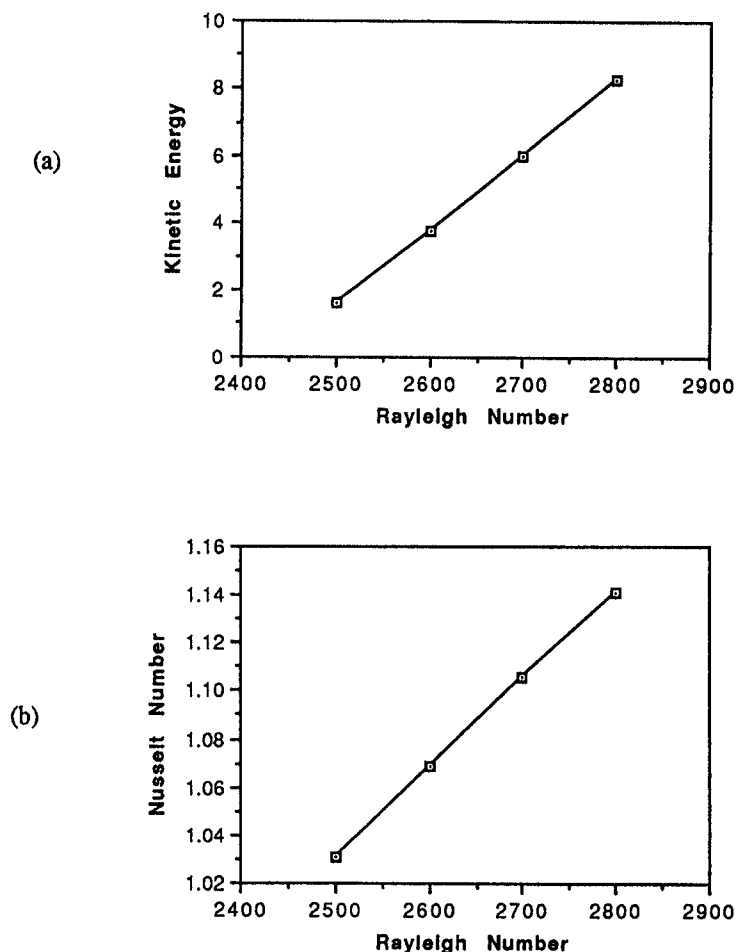 (a)
Kinetic Energy
10
8
6
4
2
0
2400 2500 2600 2700 2800 2900
Rayleigh Number
(b)
Nusselt Number
1.16
1.14
1.12
1.10
1.08
1.06
1.04
1.02
2400 2500 2600 2700 2800 2900
Rayleigh Number